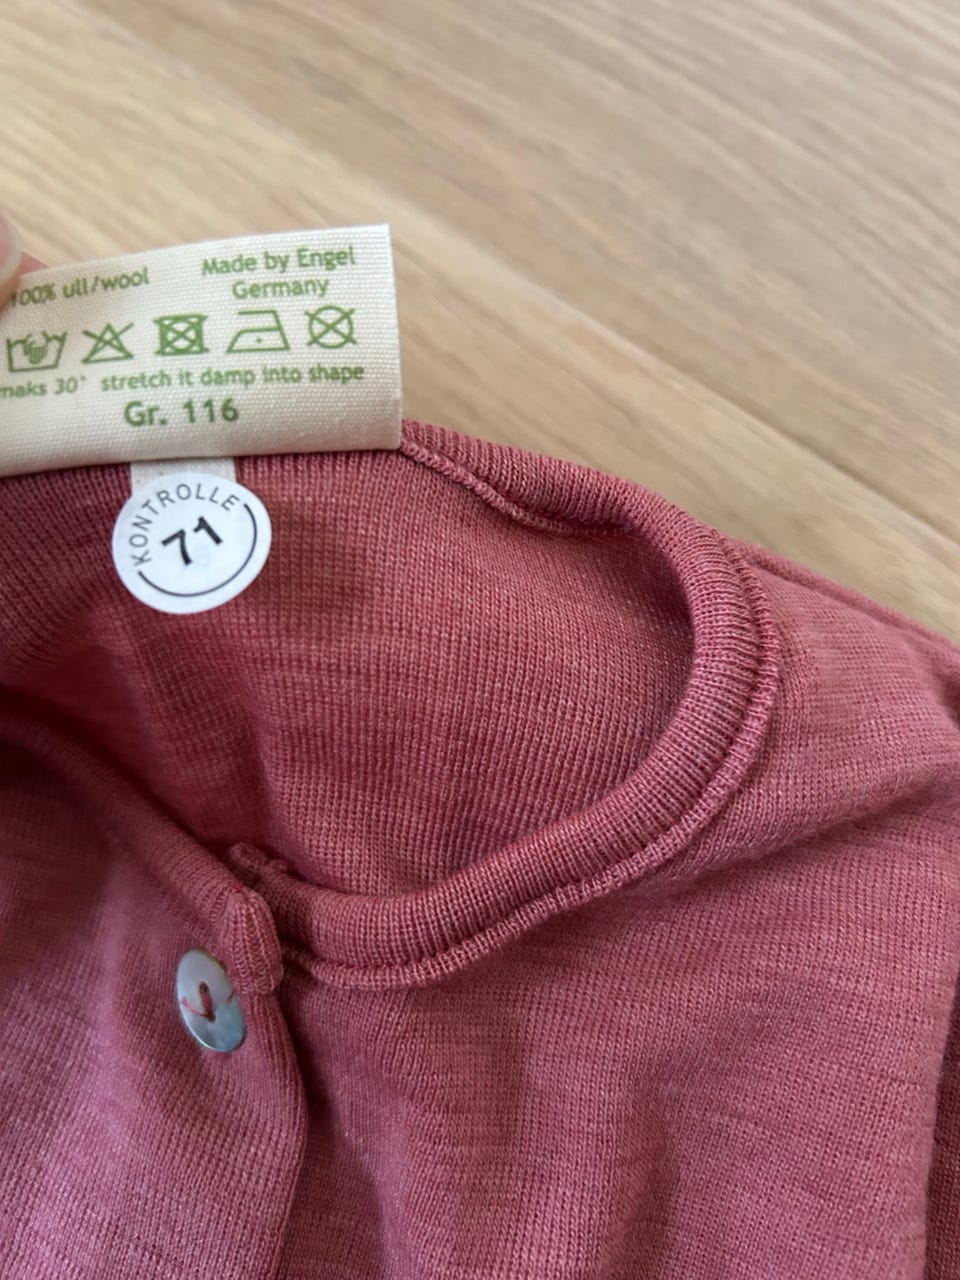 100% ull/wool
Made by Engel
Germany
maks 30° stretch it damp into shape
Gr. 116
KONTROLLE
71